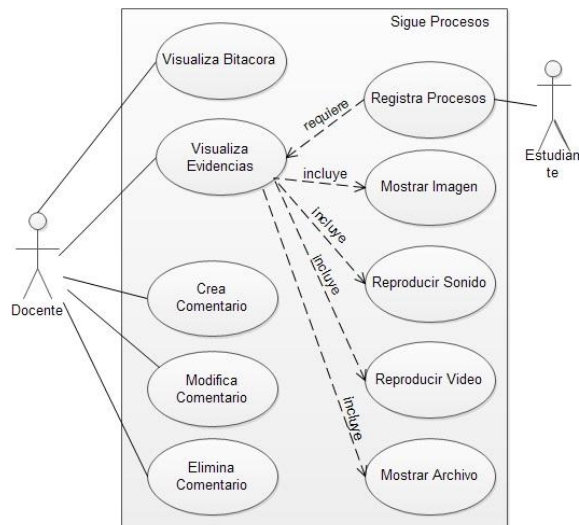 Sigue Procesos
Visualiza Bitacora
Registra Procesos
requiere
Visualiza
Evidencias
Estudian
te
incluye
Mostrar Imagen
incluye
Reproducir Sonido
incluye
Docente
Crea
Comentario
Modifica
Comentario
Reproducir Video
incluye
Elimina
Comentario
Mostrar Archivo